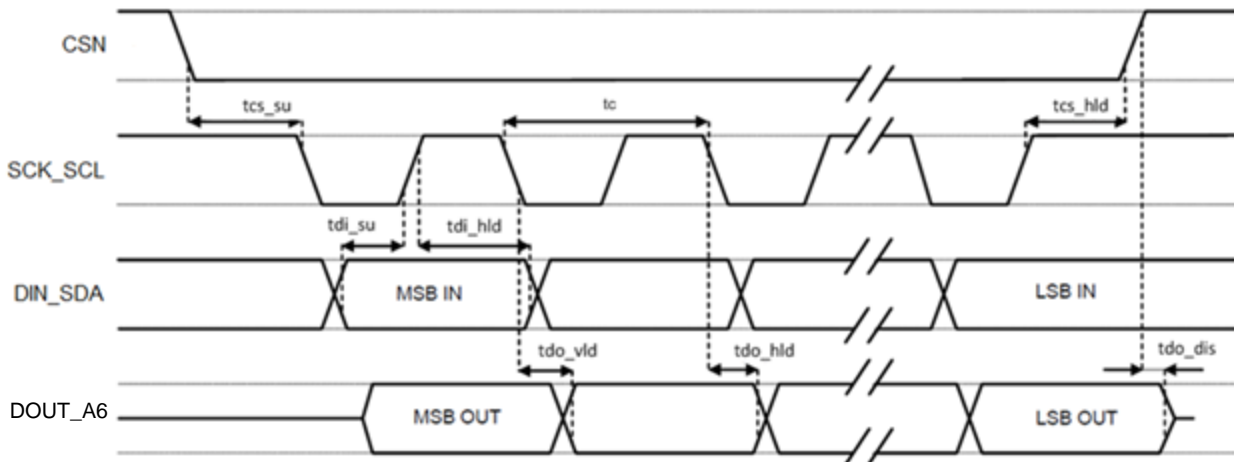 CSN
tcs_su
tc
tcs_hld
SCK_SCL
tdi_su
tdi_hld
DIN_SDA
MSB IN
LSB IN
tdo_vld
tdo_hld
tdo_dis
DOUT_A6
MSB OUT
LSB OUT